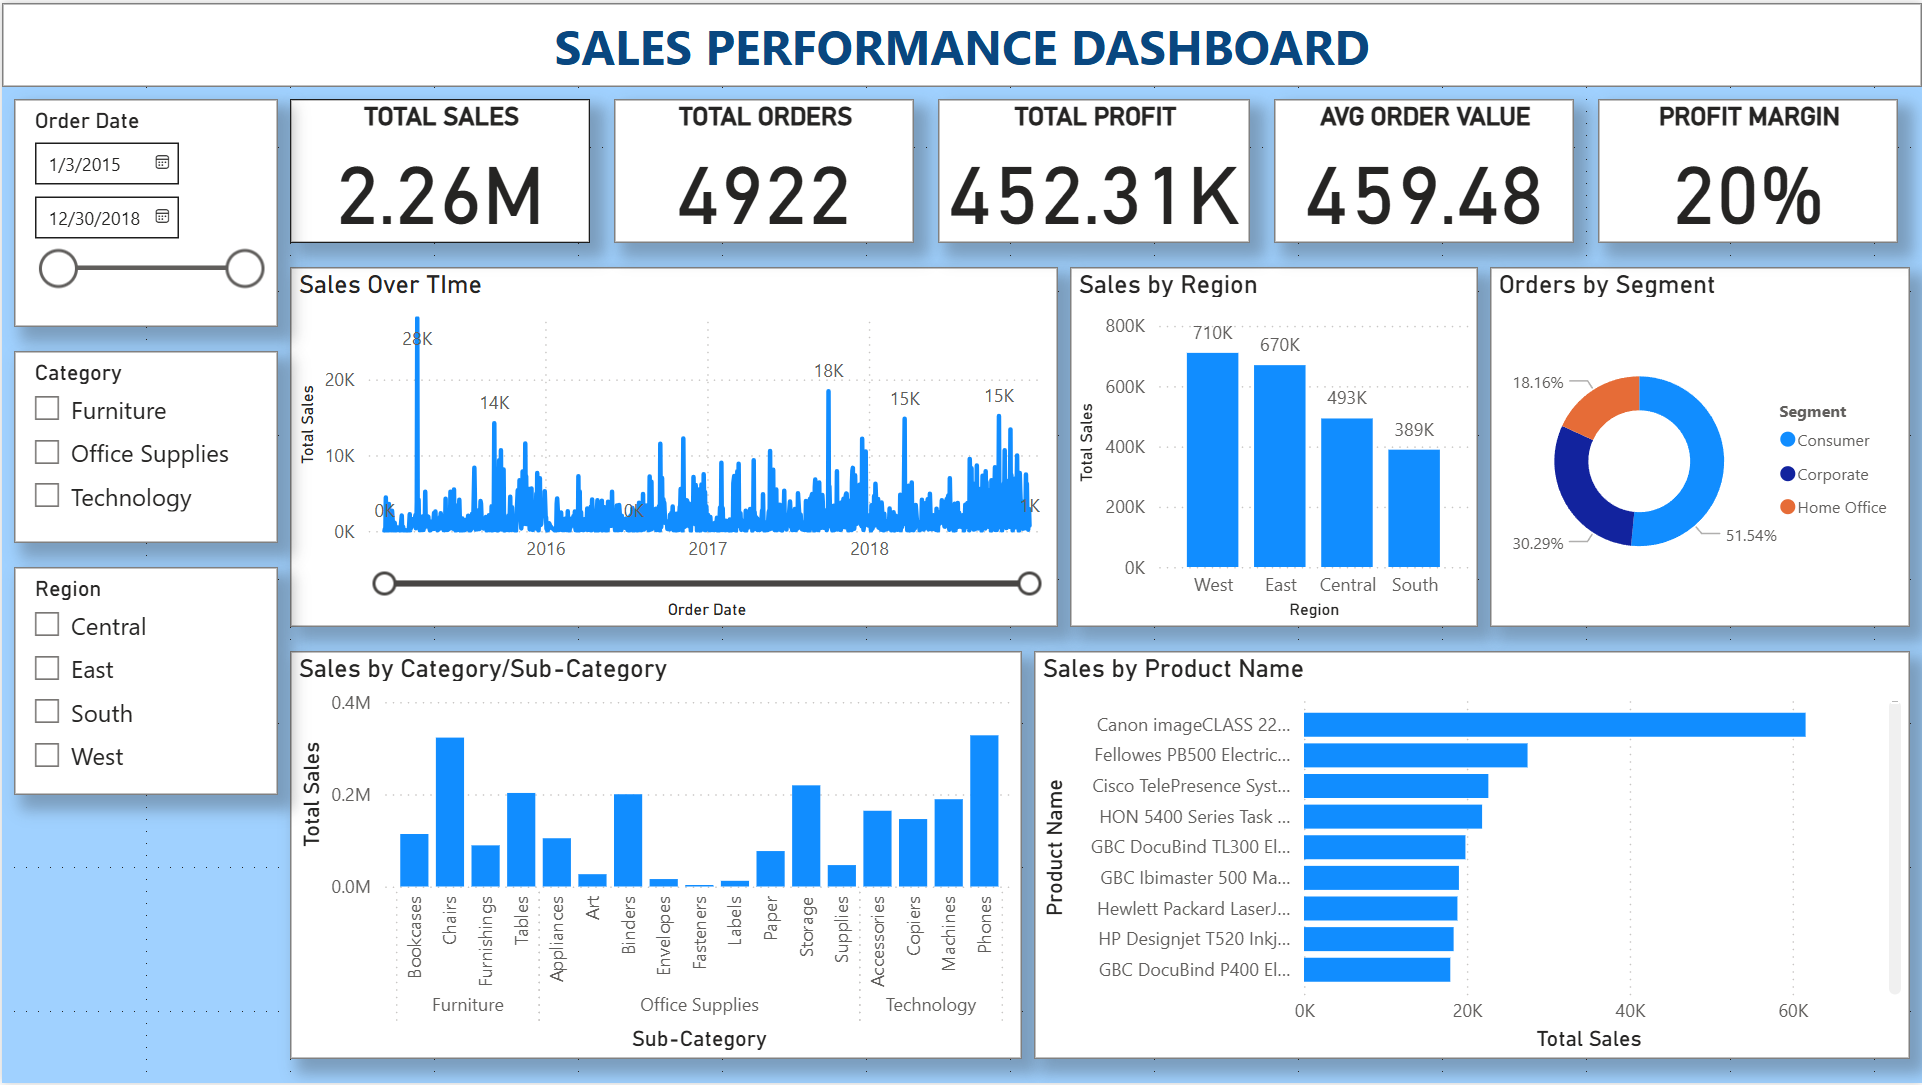 SALES PERFORMANCE DASHBOARD
Order Date
1/3/2015
12/30/2018
Category
Furniture
Office Supplies
Technology
Region
Central
East
South
West
TOTAL SALES
2.26M
TOTAL ORDERS
4922
TOTAL PROFIT
452.31K
AVG ORDER VALUE
459.48
PROFIT MARGIN
20%
Sales Over TIme
Total Sales
20K
10K
0K
28K
14K
18K
15K
15K
0K
0K
1K
2016
2017
2018
Order Date
Sales by Region
Total Sales
800K
600K
400K
200K
0K
710K
670K
493K
389K
West
East
Central
South
Region
Orders by Segment
18.16%
30.29%
51.54%
Segment
Consumer
Corporate
Home Office
Sales by Category/Sub-Category
Total Sales
0.4M
0.2M
0.0M
Bookcases
Chairs
Furnishings
Tables
Appliances
Art
Binders
Envelopes
Fasteners
Labels
Paper
Storage
Supplies
Accessories
Copiers
Machines
Phones
Furniture
Office Supplies
Technology
Sub-Category
Sales by Product Name
Product Name
Canon imageCLASS 22...
Fellowes PB500 Electric...
Cisco TelePresence Syst...
HON 5400 Series Task ...
GBC DocuBind TL300 El...
GBC Ibimaster 500 Ma...
Hewlett Packard LaserJ...
HP Designjet T520 Inkj...
GBC DocuBind P400 El...
0K
20K
40K
60K
Total Sales